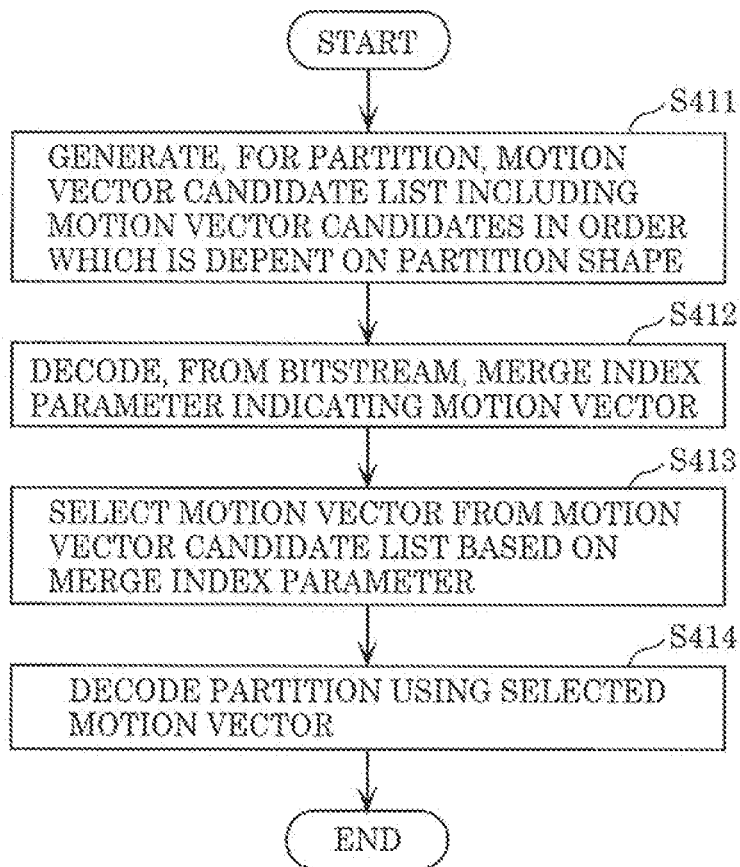 START
S411
GENERATE, FOR PARTITION, MOTION
VECTOR CANDIDATE LIST INCLUDING
MOTION VECTOR CANDIDATES IN ORDER
WHICH IS DEPENT ON PARTITION SHAPE
S412
DECODE, FROM BITSTREAM, MERGE INDEX
PARAMETER INDICATING MOTION VECTOR
S413
SELECT MOTION VECTOR FROM MOTION
VECTOR CANDIDATE LIST BASED ON
MERGE INDEX PARAMETER
S414
DECODE PARTITION USING SELECTED
MOTION VECTOR
END